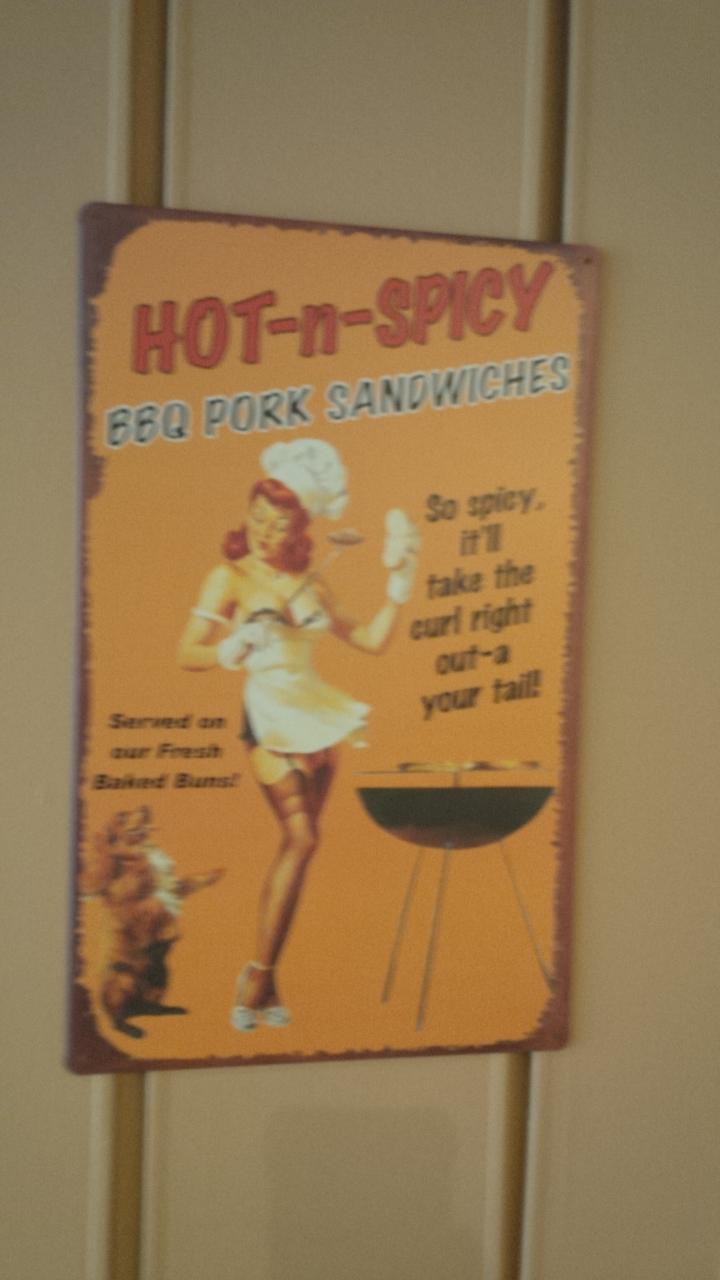 HOT-n-SPICY
BBQ PORK SANDWICHES
So spicy,
it'll
take the
curl right
out-a
your tail!
Served on
our Fresh
Baked Buns!